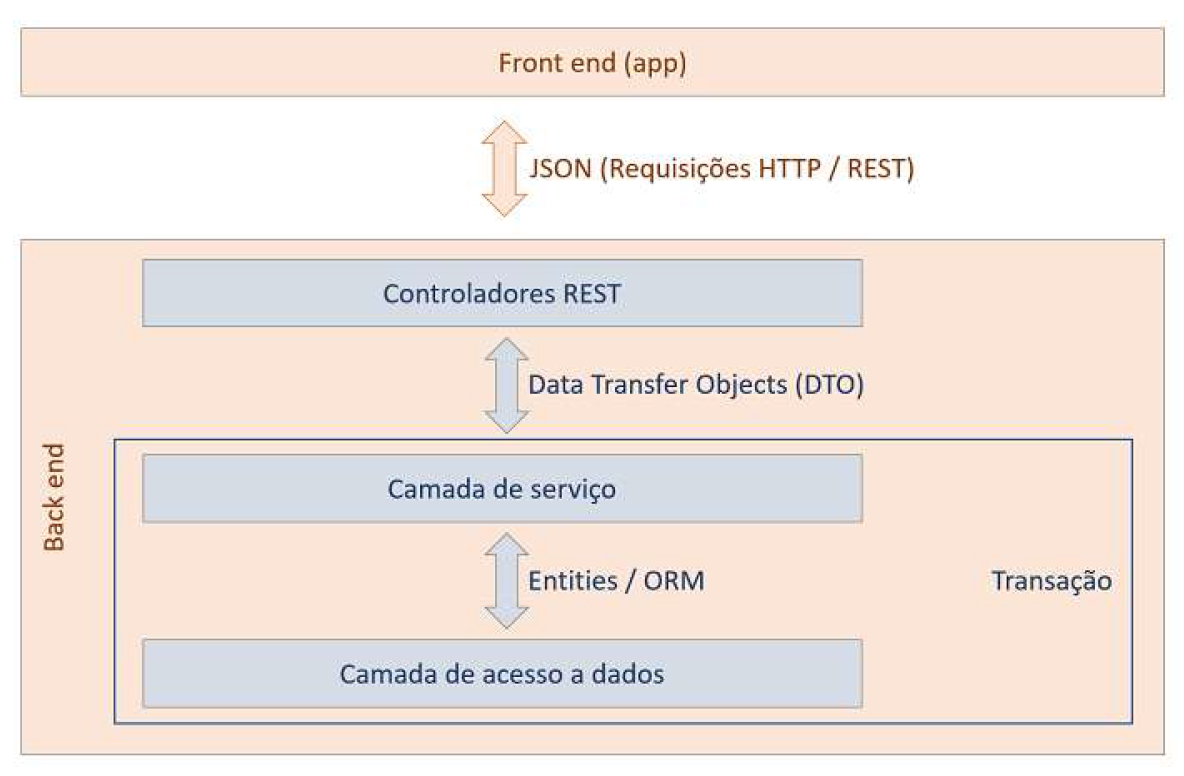 Front end (app)
JSON (Requisições HTTP / REST)
Controladores REST
Data Transfer Objects (DTO)
Back end
Camada de serviço
Entities / ORM
Transação
Camada de acesso a dados